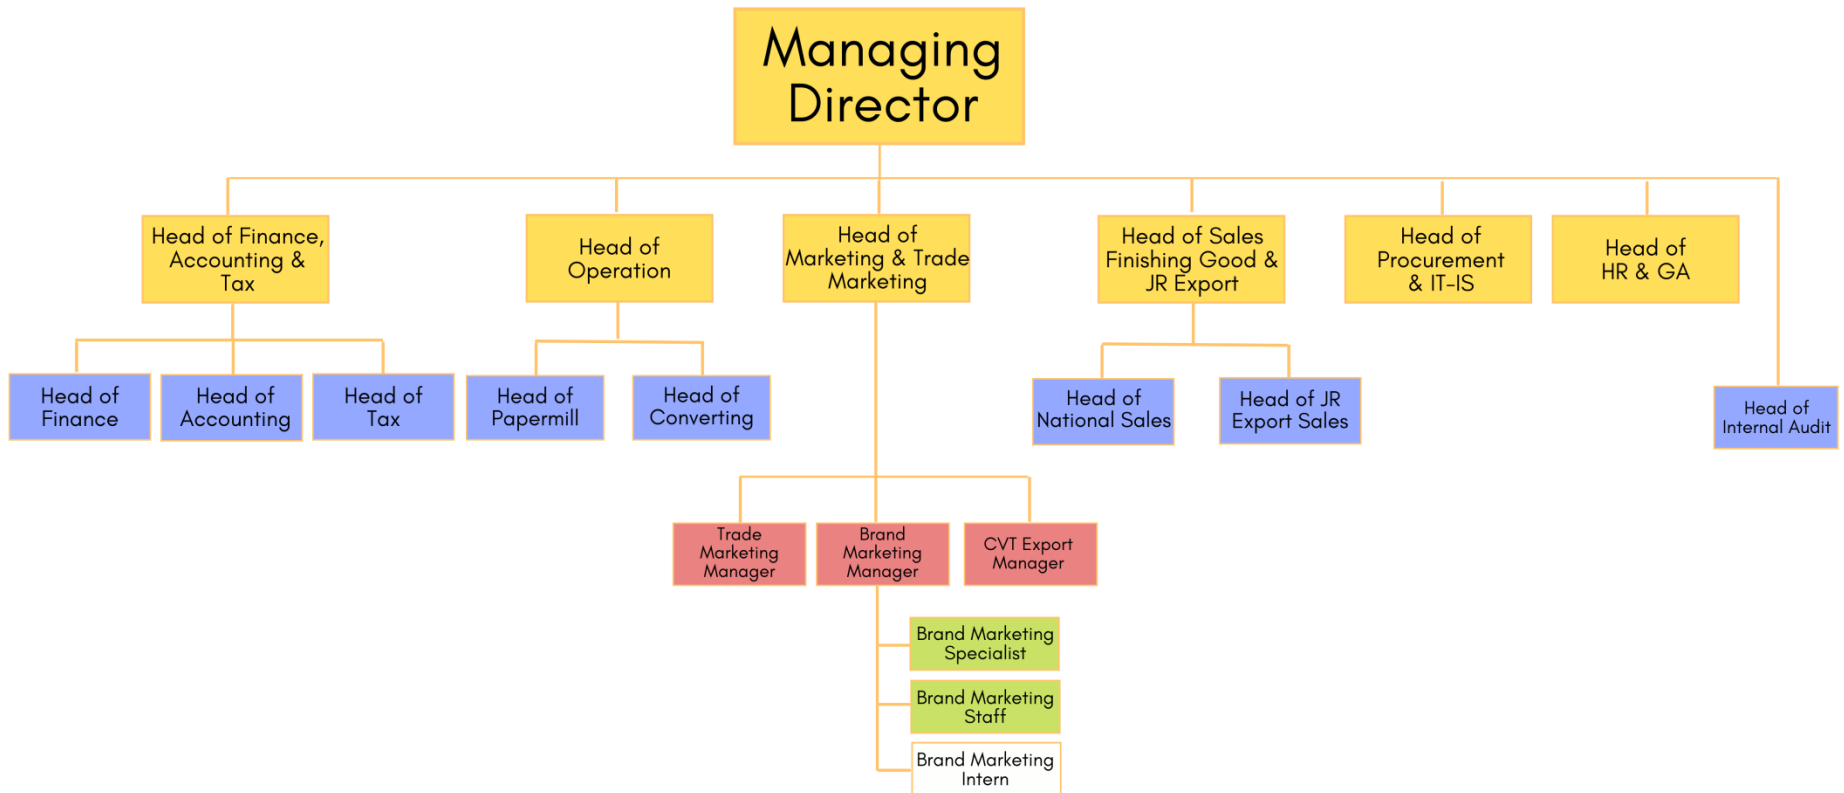 Managing
Director
Head of Finance,
Accounting &
Tax
Head of
Operation
Head of
Marketing & Trade
Marketing
Head of Sales
Finishing Good &
JR Export
Head of
Procurement
& IT-IS
Head of
HR & GA
Head of
Finance
Head of
Accounting
Head of
Tax
Head of
Papermill
Head of
Converting
Head of
National Sales
Head of JR
Export Sales
Head of
Internal Audit
Trade
Marketing
Manager
Brand
Marketing
Manager
CVT Export
Manager
Brand Marketing
Specialist
Brand Marketing
Staff
Brand Marketing
Intern